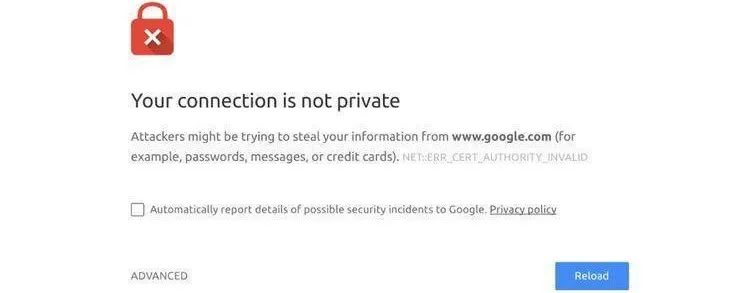 Your connection is not private
Attackers might be trying to steal your information from www.google.com (for
example, passwords, messages, or credit cards). NET::ERR_CERT_AUTHORITY_INVALID
Automatically report details of possible security incidents to Google. Privacy policy
ADVANCED
Reload